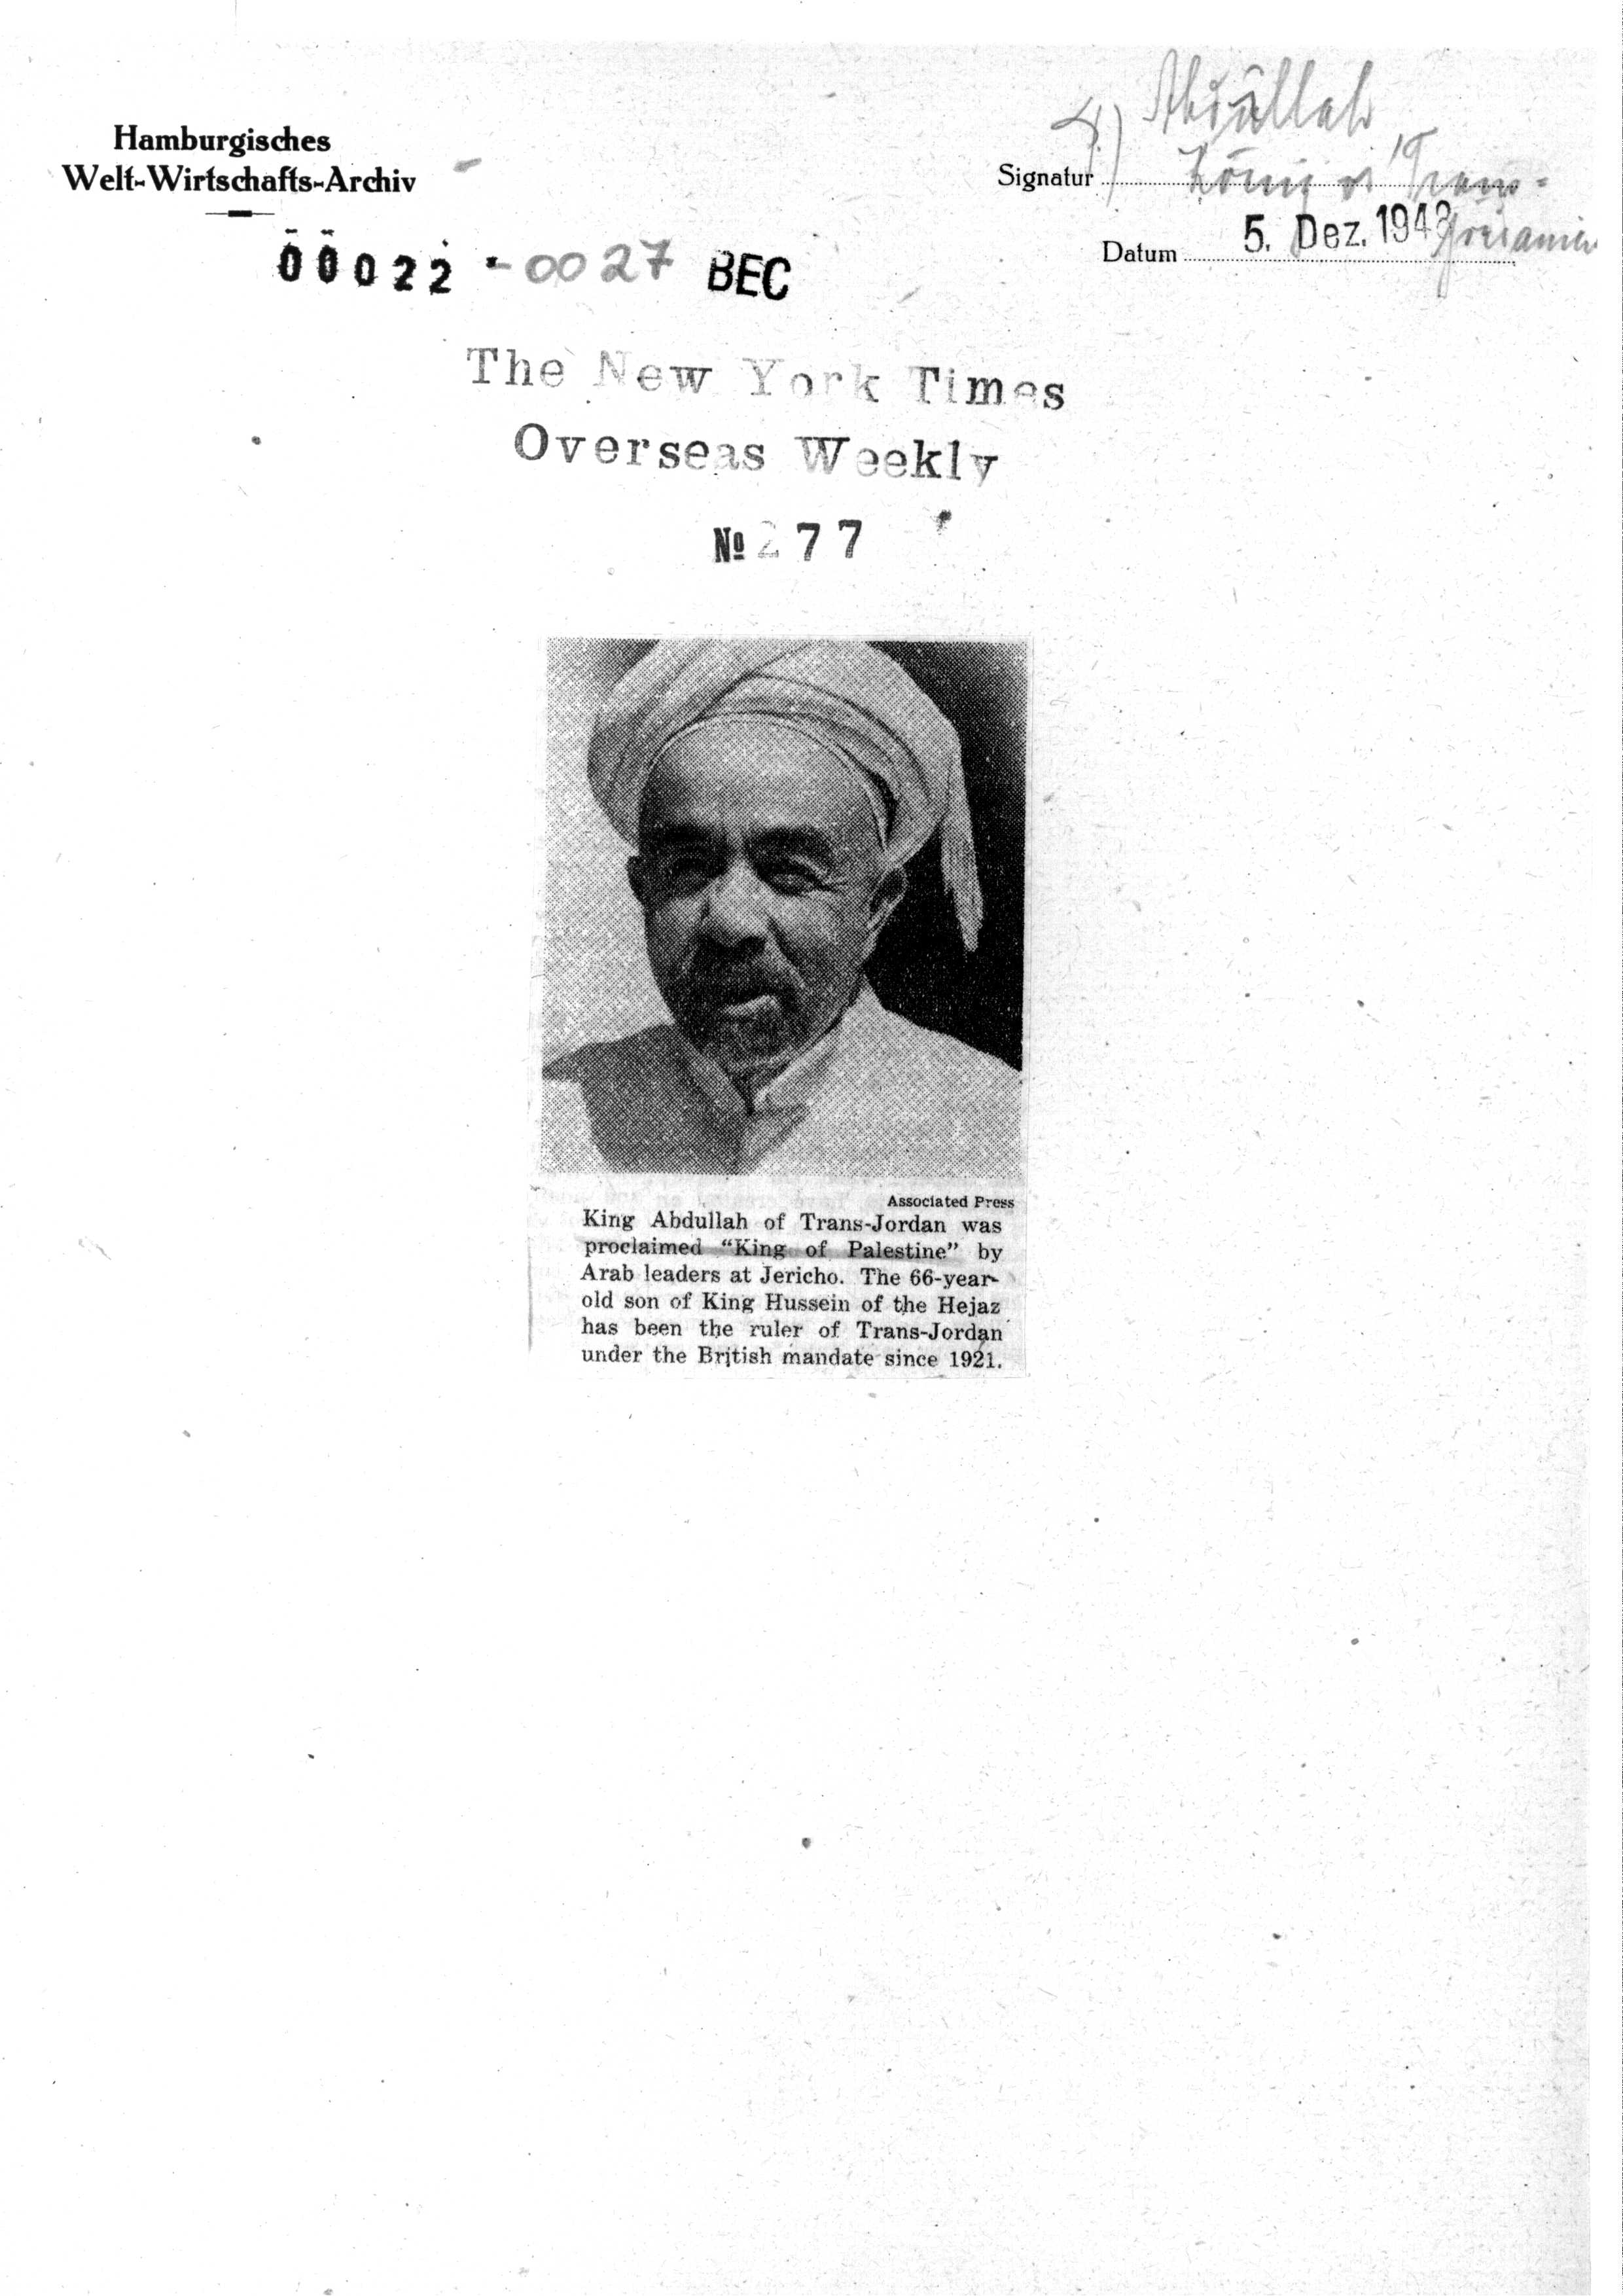 Hamburgisches
Welt-Wirtschafts-Archiv
Signatur
4) Abdullah
König v. Trans-
jordanien
Datum 5. Dez. 1948
00022 -0027 BEC
The New York Times
Overseas Weekly
№ 277
Associated Press
King Abdullah of Trans-Jordan was
proclaimed “King of Palestine” by
Arab leaders at Jericho. The 66-year-
old son of King Hussein of the Hejaz
has been the ruler of Trans-Jordan
under the British mandate since 1921.